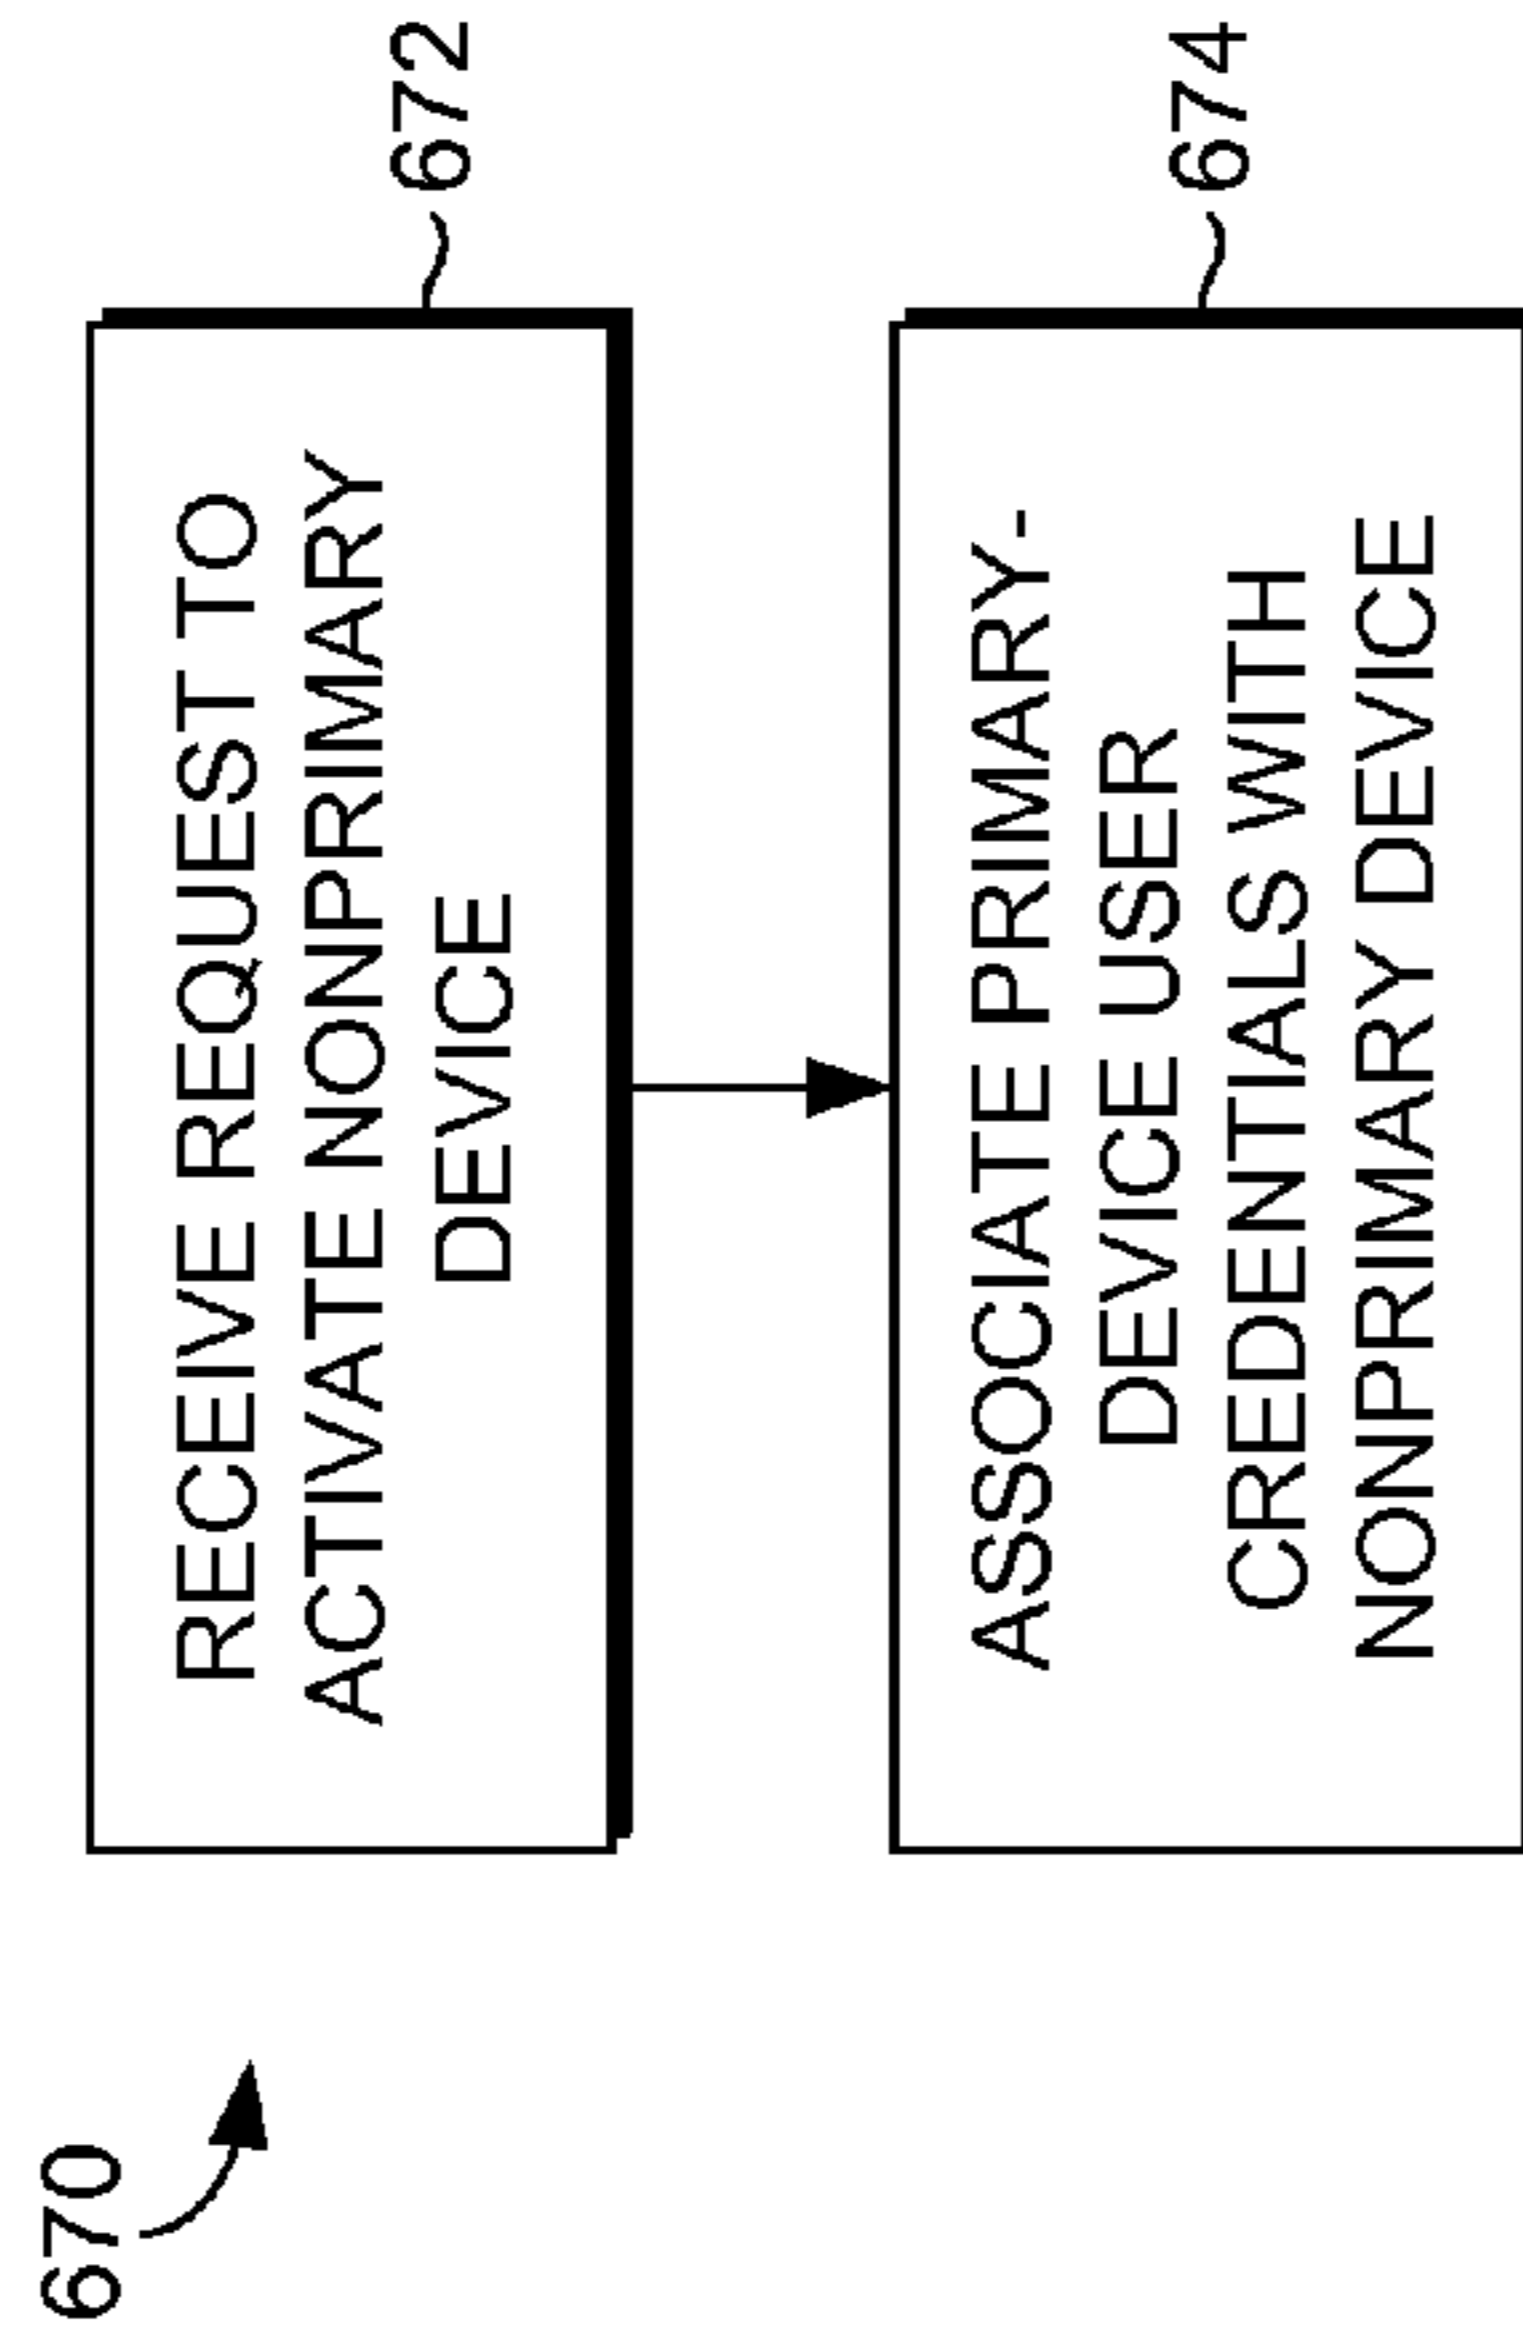 670
RECEIVE REQUEST TO
ACTIVATE NONPRIMARY
DEVICE
672
ASSOCIATE PRIMARY-
DEVICE USER
CREDENTIALS WITH
NONPRIMARY DEVICE
674